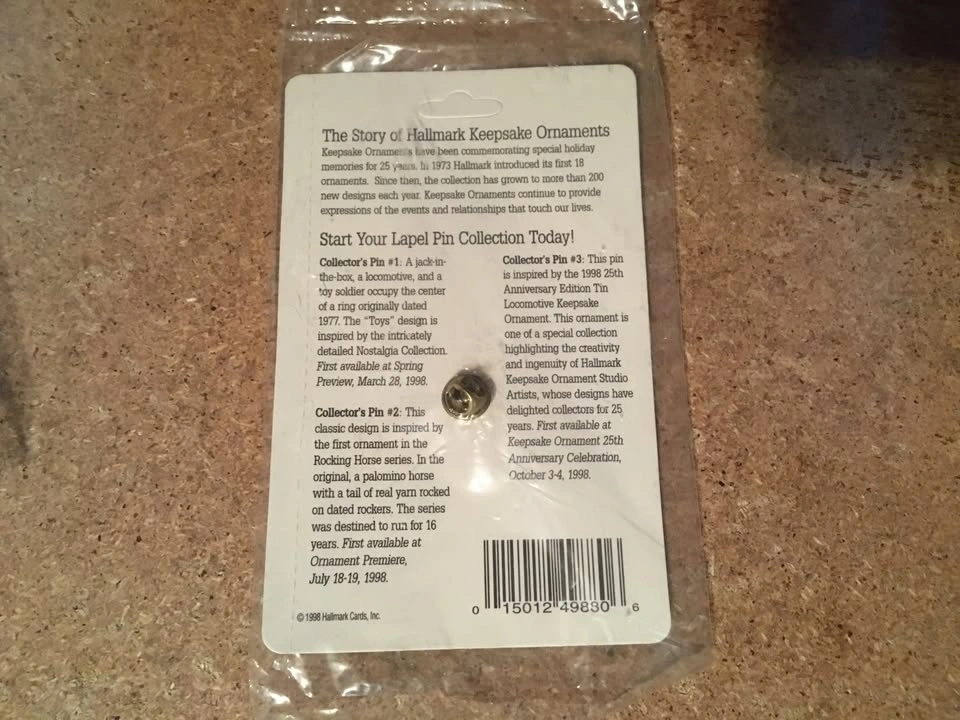 The Story of Hallmark Keepsake Ornaments
Keepsake Ornaments have been commemorating special holiday
memories for 25 years. In 1973 Hallmark introduced its first 18
ornaments. Since then, the collection has grown to more than 200
new designs each year. Keepsake Ornaments continue to provide
expressions of the events and relationships that touch our lives.
Start Your Lapel Pin Collection Today!
Collector's Pin #1: A jack-in-
the-box, a locomotive, and a
toy soldier occupy the center
of a ring originally dated
1977. The "Toys" design is
inspired by the intricately
detailed Nostalgia Collection.
First available at Spring
Preview, March 28, 1998.
Collector's Pin #2: This
classic design is inspired by
the first ornament in the
Rocking Horse series. In the
original, a palomino horse
with a tail of real yarn rocked
on dated rockers. The series
was destined to run for 16
years. First available at
Ornament Premiere,
July 18-19, 1998.
Collector's Pin #3: This pin
is inspired by the 1998 25th
Anniversary Edition Tin
Locomotive Keepsake
Ornament. This ornament is
one of a special collection
highlighting the creativity
and ingenuity of Hallmark
Keepsake Ornament Studio
Artists, whose designs have
delighted collectors for 25
years. First available at
Keepsake Ornament 25th
Anniversary Celebration,
October 3-4, 1998.
© 1998 Hallmark Cards, Inc.
0 15012 49830 6